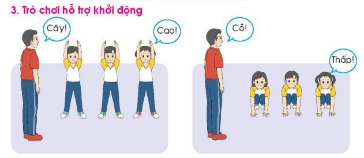 3. Trò chơi hỗ trợ khởi động
Cây!
Cao!
Cỏ!
Thấp!